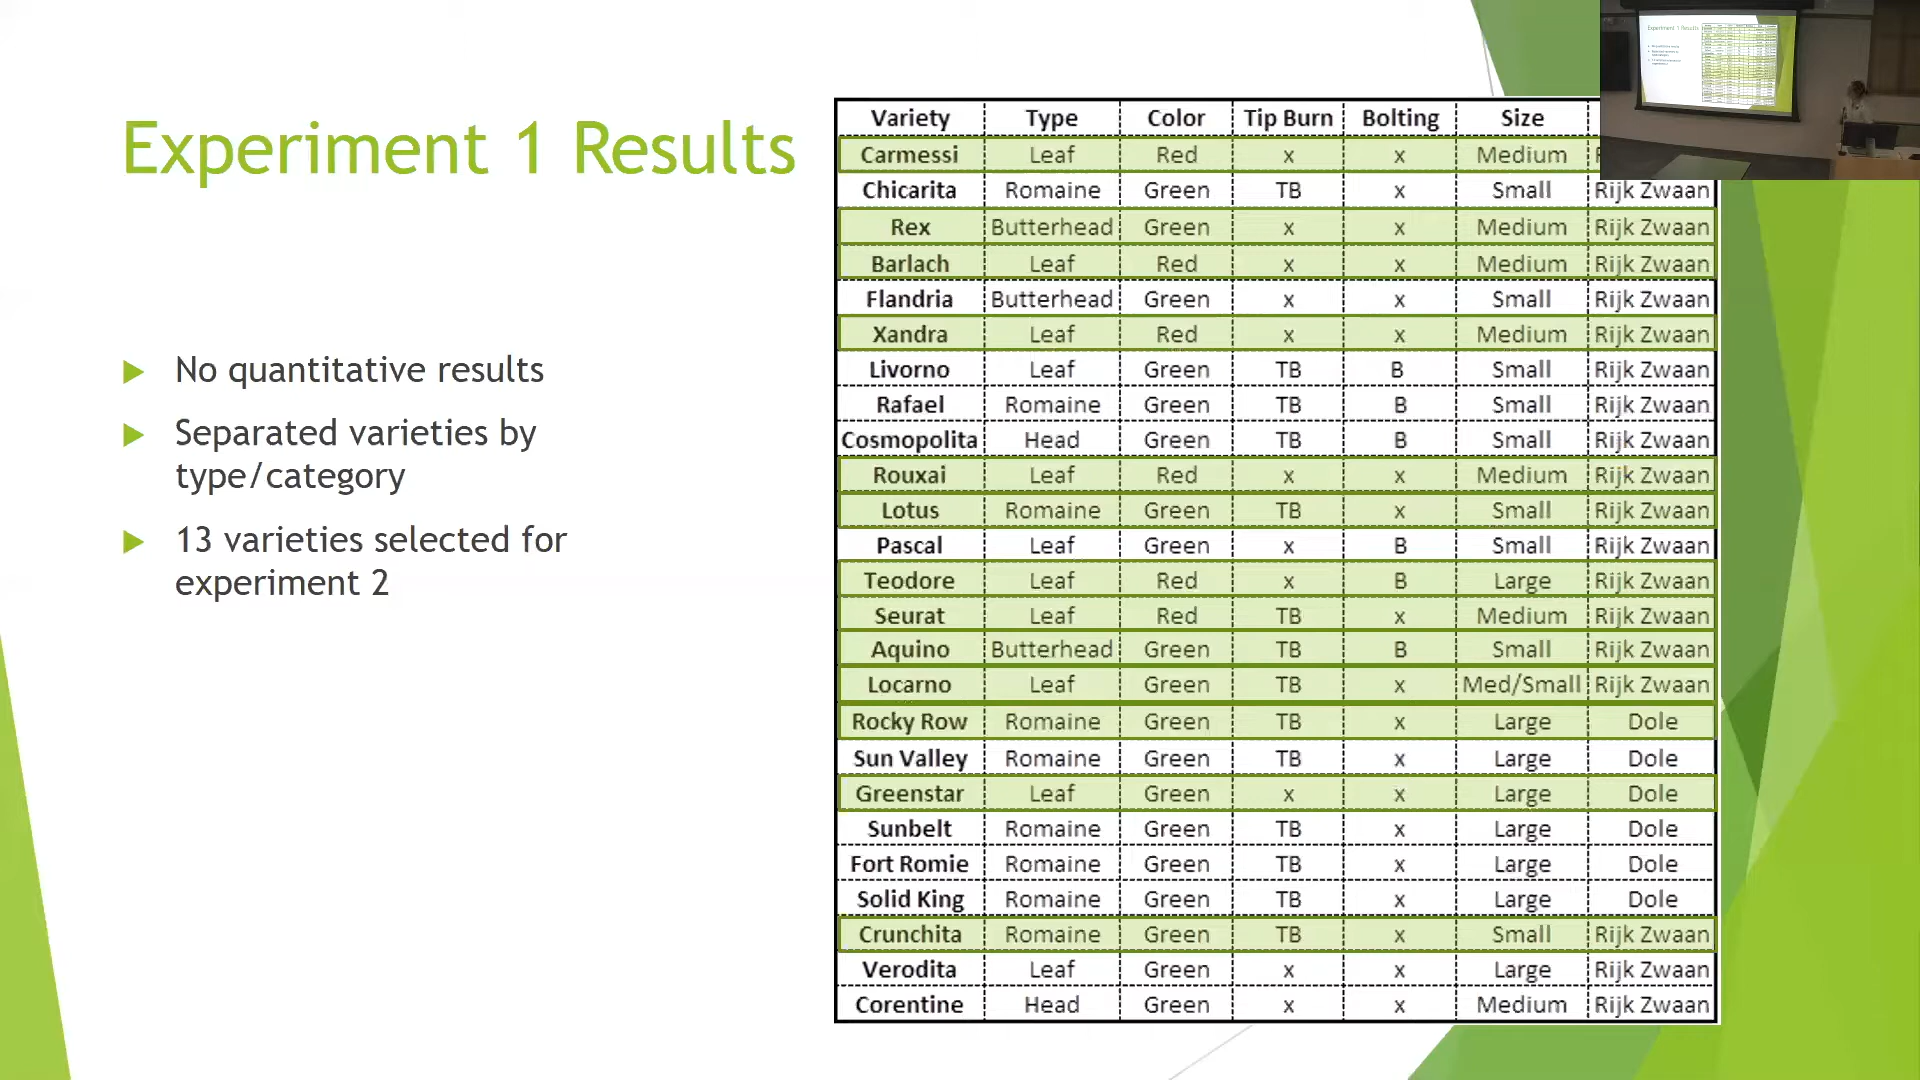 Experiment 1 Results
No quantitative results
Separated varieties by
type/category
13 varieties selected for
experiment 2
Variety Type Color Tip Burn Bolting Size
Carmessi Leaf Red x x Medium
Chicarita Romaine Green TB x Small Rijk Zwaan
Rex Butterhead Green x x Medium Rijk Zwaan
Barlach Leaf Red x x Medium Rijk Zwaan
Flandria Butterhead Green x x Small Rijk Zwaan
Xandra Leaf Red x x Medium Rijk Zwaan
Livorno Leaf Green TB B Small Rijk Zwaan
Rafael Romaine Green TB B Small Rijk Zwaan
Cosmopolita Head Green TB B Small Rijk Zwaan
Rouxai Leaf Red x x Medium Rijk Zwaan
Lotus Romaine Green TB x Small Rijk Zwaan
Pascal Leaf Green x B Small Rijk Zwaan
Teodore Leaf Red x B Large Rijk Zwaan
Seurat Leaf Red TB x Medium Rijk Zwaan
Aquino Butterhead Green TB B Small Rijk Zwaan
Locarno Leaf Green TB x Med/Small Rijk Zwaan
Rocky Row Romaine Green TB x Large Dole
Sun Valley Romaine Green TB x Large Dole
Greenstar Leaf Green x x Large Dole
Sunbelt Romaine Green TB x Large Dole
Fort Romie Romaine Green TB x Large Dole
Solid King Romaine Green TB x Large Dole
Crunchita Romaine Green TB x Small Rijk Zwaan
Verodita Leaf Green x x Large Rijk Zwaan
Corentine Head Green x x Medium Rijk Zwaan
Experiment 1 Results